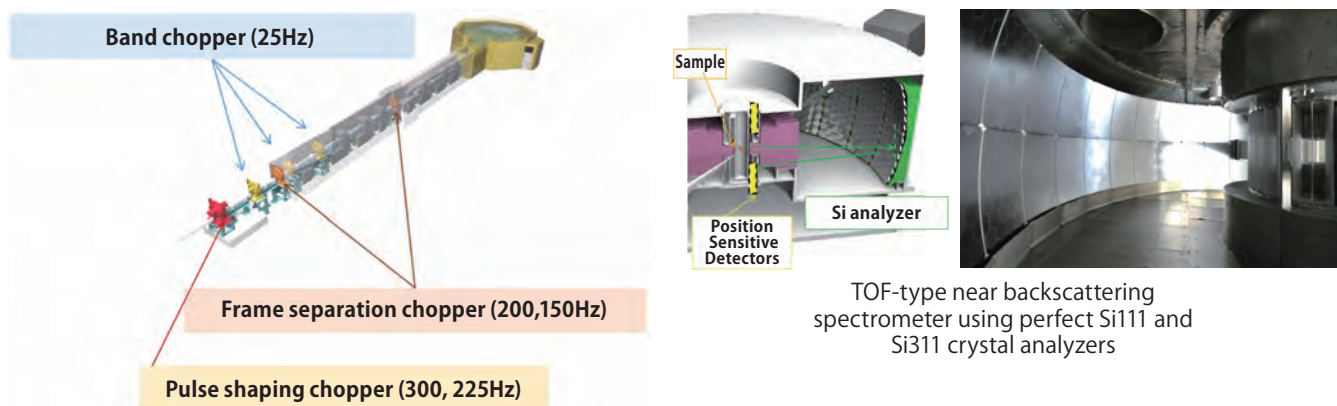 Band chopper (25Hz)
Frame separation chopper (200,150Hz)
Pulse shaping chopper (300, 225Hz)
Sample
Si analyzer
Position
Sensitive
Detectors
TOF-type near backscattering
spectrometer using perfect Si111 and
Si311 crystal analyzers